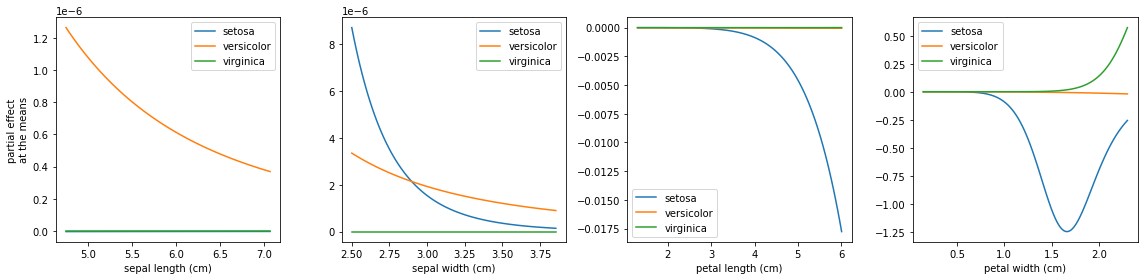 1e−6
setosa
versicolor
virginica
1.2
1.0
0.8
0.6
0.4
0.2
0.0
5.0 5.5 6.0 6.5 7.0
sepal length (cm)
partial effect
at the means
1e−6
setosa
versicolor
virginica
8
6
4
2
0
2.50 2.75 3.00 3.25 3.50 3.75
sepal width (cm)
0.0000
−0.0025
−0.0050
−0.0075
−0.0100
−0.0125
−0.0150
−0.0175
setosa
versicolor
virginica
2 3 4 5 6
petal length (cm)
setosa
versicolor
virginica
0.50
0.25
0.00
−0.25
−0.50
−0.75
−1.00
−1.25
0.5 1.0 1.5 2.0
petal width (cm)